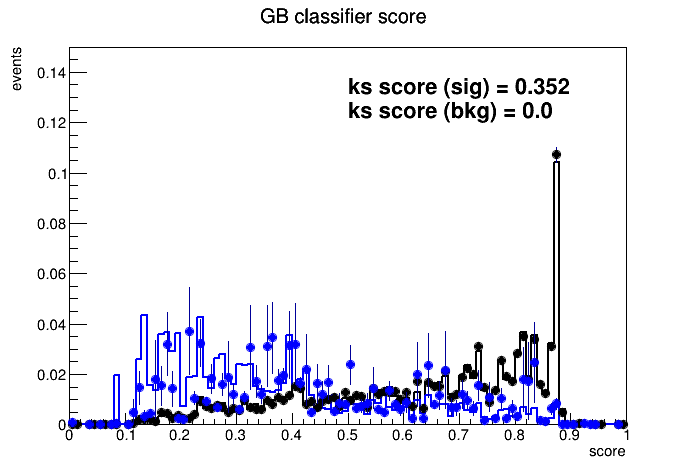 GB classifier score
events
ks score (sig) = 0.352
ks score (bkg) = 0.0
0.14
0.12
0.1
0.08
0.06
0.04
0.02
0
0 0.1 0.2 0.3 0.4 0.5 0.6 0.7 0.8 0.9 1
score